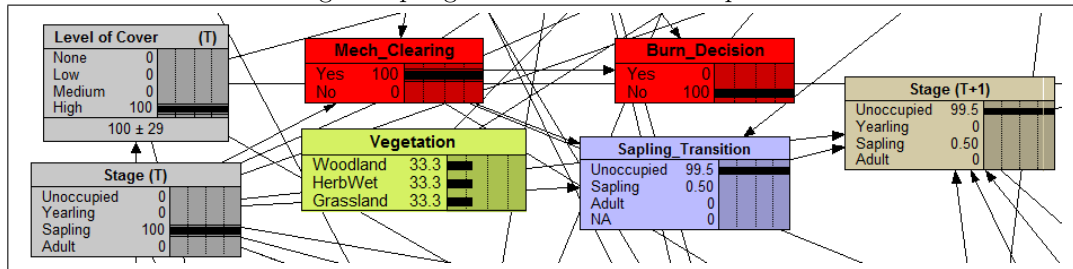 Level of Cover (T)
None 0
Low 0
Medium 0
High 100
100 ± 29
Mech_Clearing
Yes 100
No 0
Burn_Decision
Yes 0
No 100
Stage (T+1)
Unoccupied 99.5
Yearling 0
Sapling 0.50
Adult 0
Vegetation
Woodland 33.3
HerbWet 33.3
Grassland 33.3
Sapling_Transition
Unoccupied 99.5
Sapling 0.50
Adult 0
NA 0
Stage (T)
Unoccupied 0
Yearling 0
Sapling 100
Adult 0